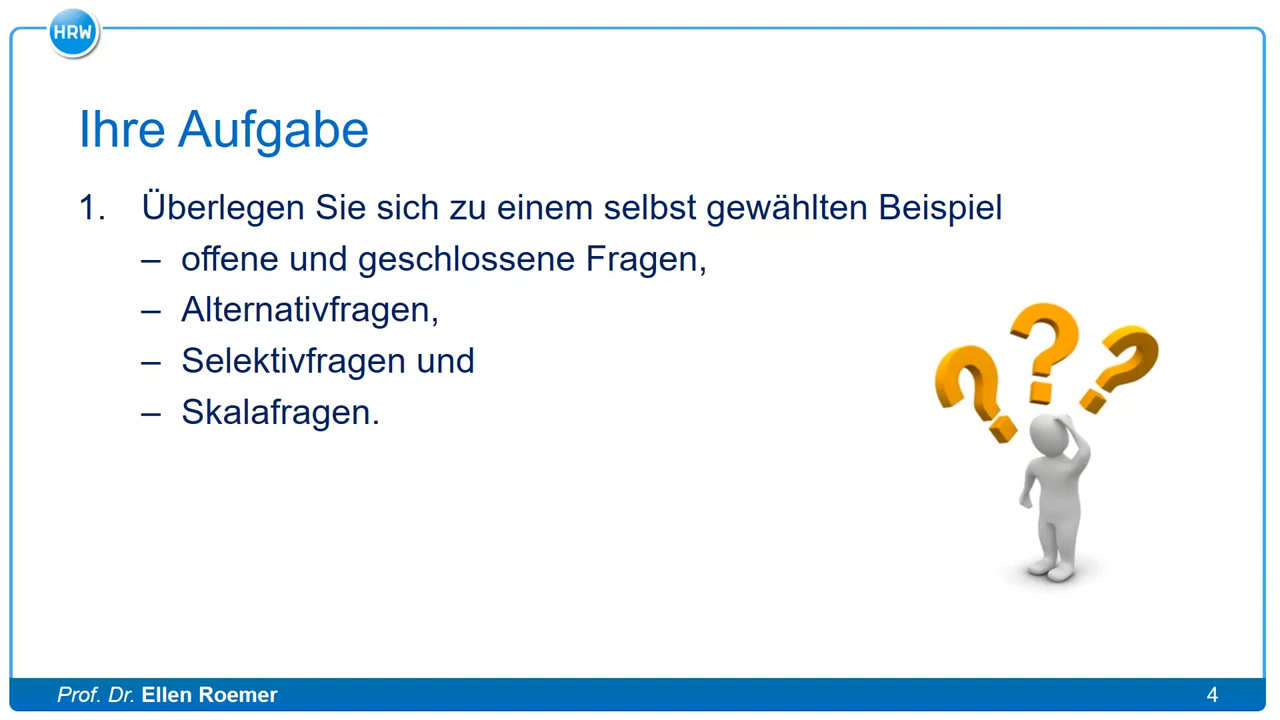 HRW
Ihre Aufgabe
1. Überlegen Sie sich zu einem selbst gewählten Beispiel
– offene und geschlossene Fragen,
– Alternativfragen,
– Selektivfragen und
– Skalafragen.
Prof. Dr. Ellen Roemer
4